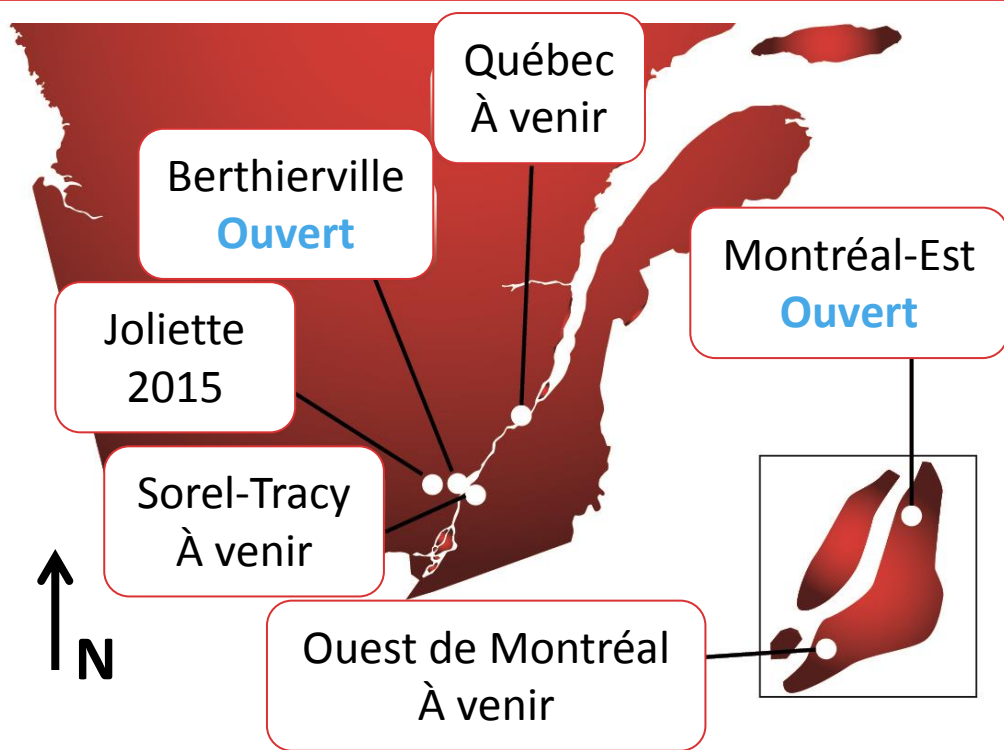 Québec
À venir
Berthierville
Ouvert
Montréal-Est
Ouvert
Joliette
2015
Sorel-Tracy
À venir
N
Ouest de Montréal
À venir